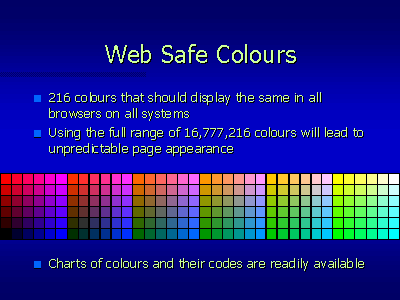 Web Safe Colours
216 colours that should display the same in all
browsers on all systems
Using the full range of 16,777,216 colours will lead to
unpredictable page appearance
Charts of colours and their codes are readily available